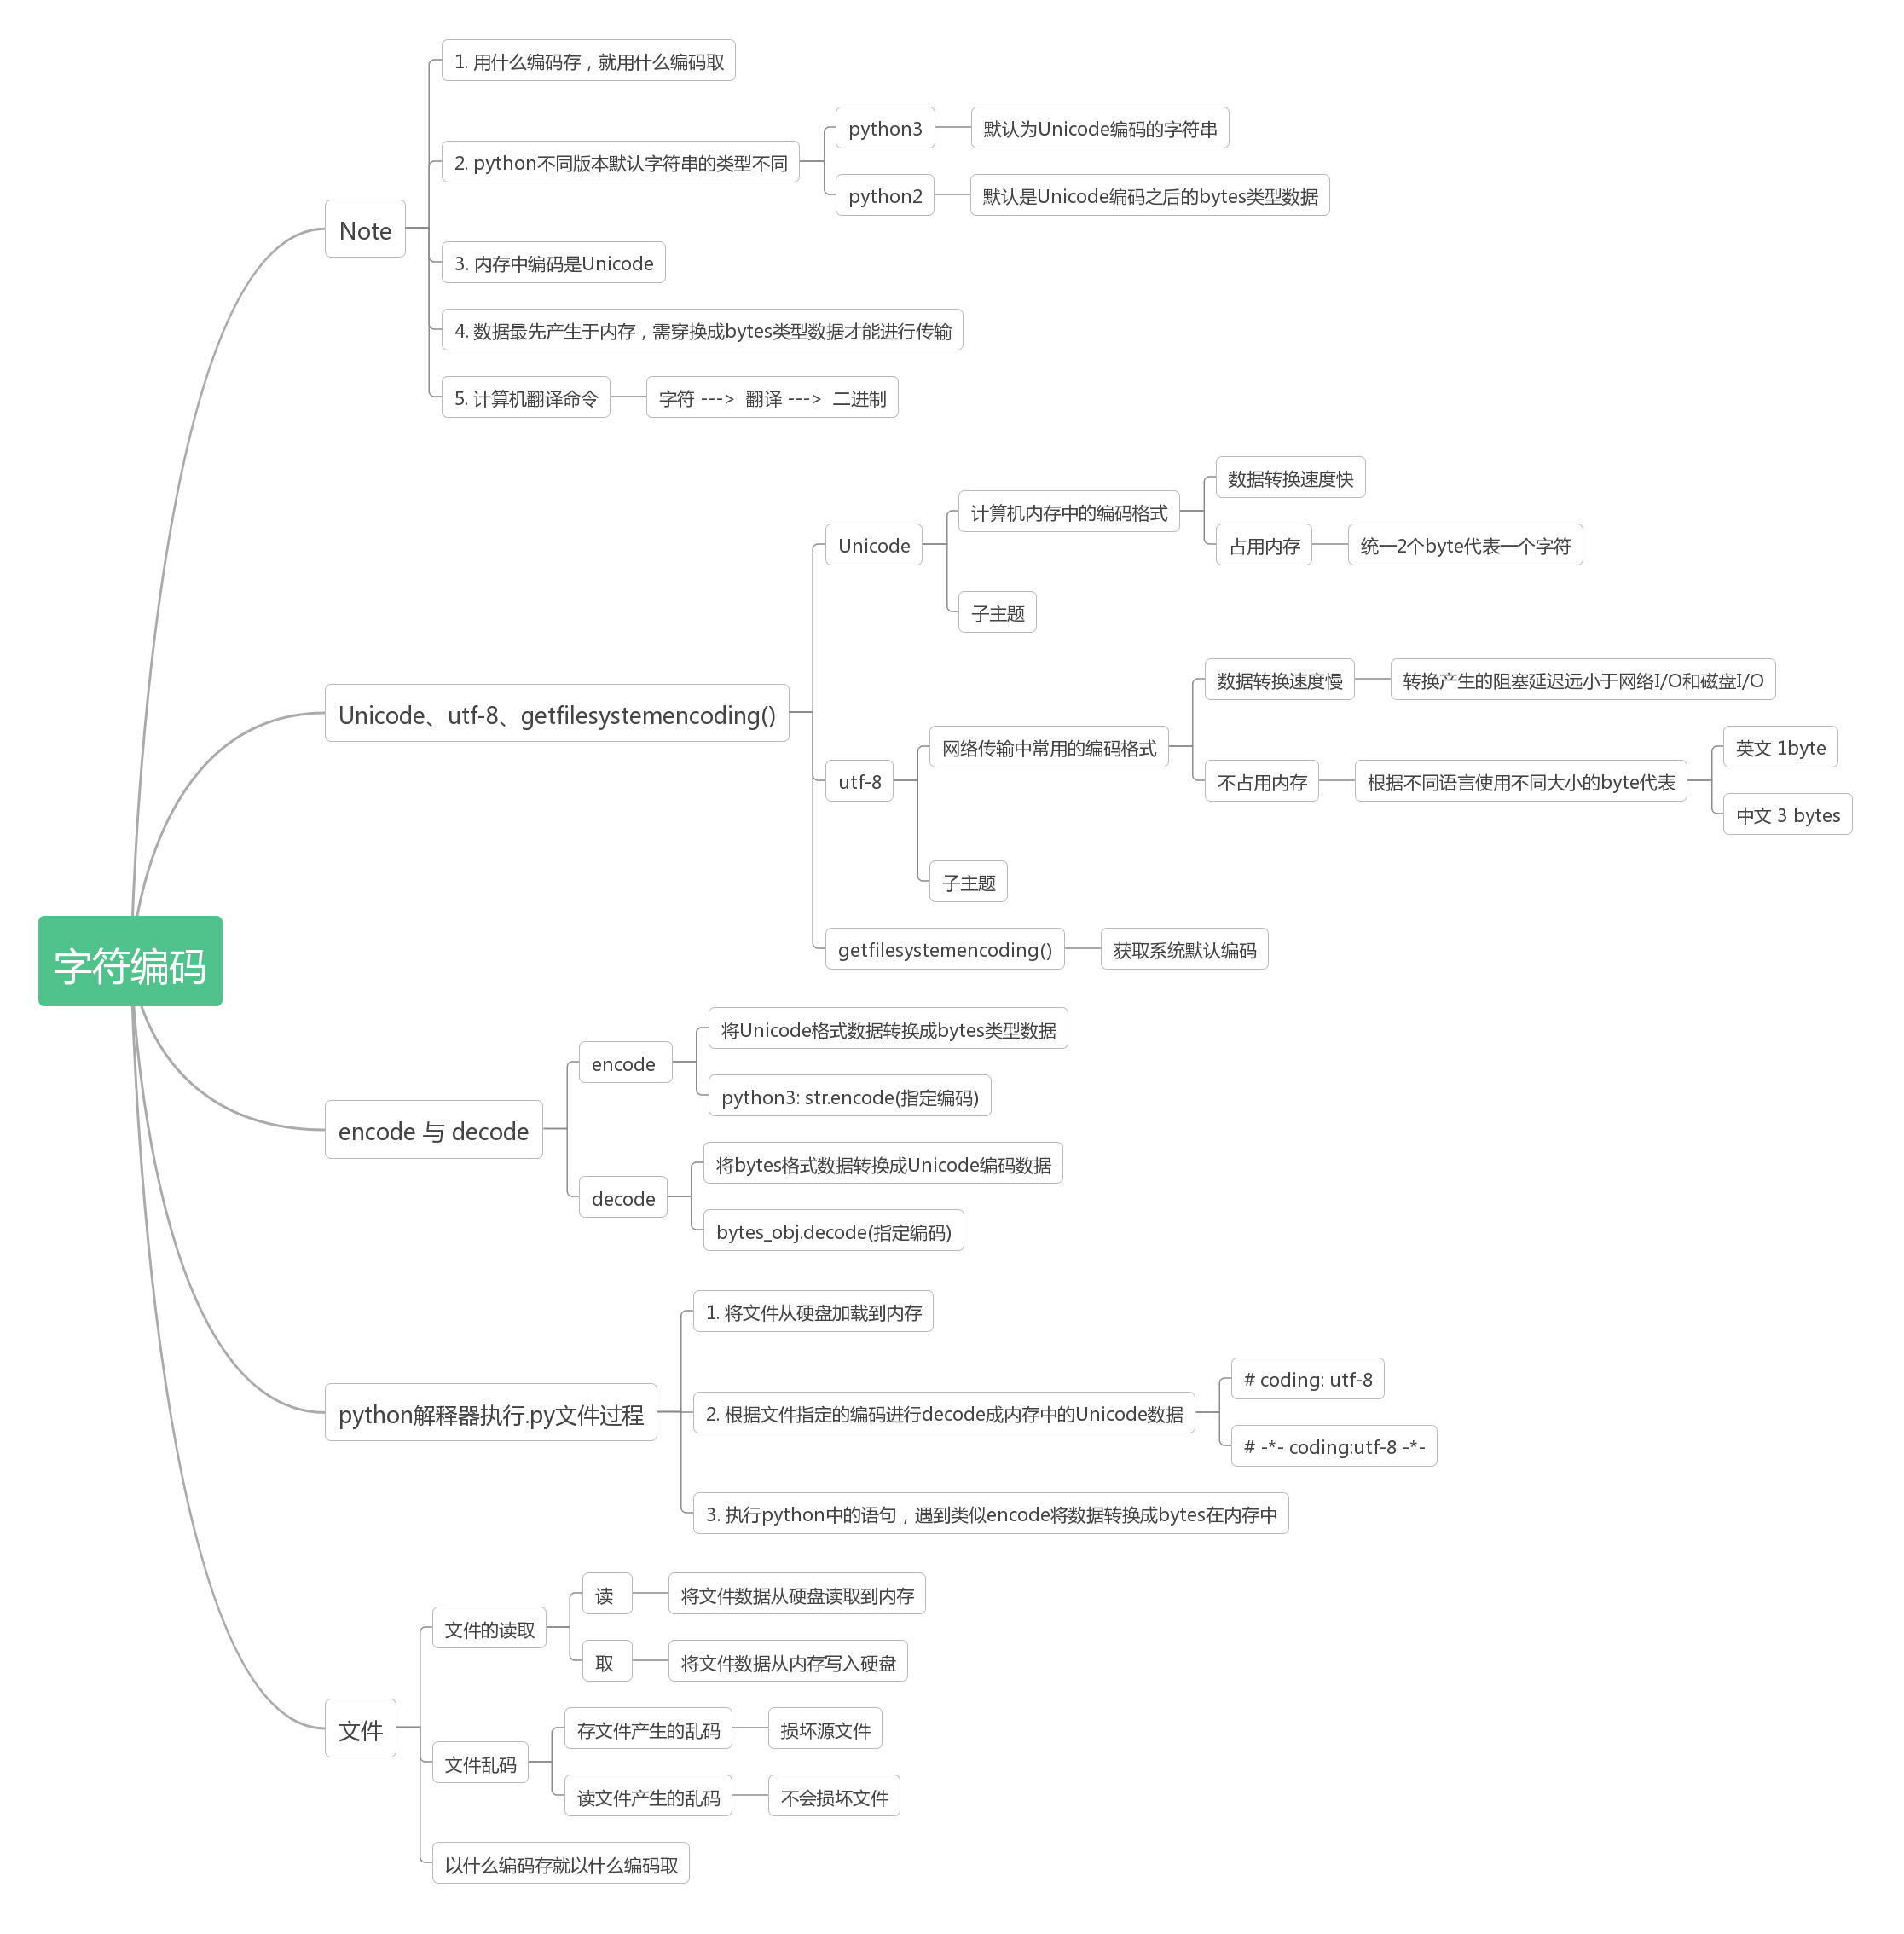 字符编码
Note
1. 用什么编码存，就用什么编码取
2. python不同版本默认字符串的类型不同
python3
默认为Unicode编码的字符串
python2
默认是Unicode编码之后的bytes类型数据
3. 内存中编码是Unicode
4. 数据最先产生于内存，需穿换成bytes类型数据才能进行传输
5. 计算机翻译命令
字符 ---> 翻译 ---> 二进制
Unicode、utf-8、getfilesystemencoding()
Unicode
计算机内存中的编码格式
数据转换速度快
占用内存
统一2个byte代表一个字符
子主题
utf-8
网络传输中常用的编码格式
数据转换速度慢
转换产生的阻塞延迟远小于网络I/O和磁盘I/O
不占用内存
根据不同语言使用不同大小的byte代表
英文 1byte
中文 3 bytes
子主题
getfilesystemencoding()
获取系统默认编码
encode 与 decode
encode
将Unicode格式数据转换成bytes类型数据
python3: str.encode(指定编码)
decode
将bytes格式数据转换成Unicode编码数据
bytes_obj.decode(指定编码)
python解释器执行.py文件过程
1. 将文件从硬盘加载到内存
2. 根据文件指定的编码进行decode成内存中的Unicode数据
# coding: utf-8
# -*- coding:utf-8 -*-
3. 执行python中的语句，遇到类似encode将数据转换成bytes在内存中
文件
文件的读取
读
将文件数据从硬盘读取到内存
取
将文件数据从内存写入硬盘
文件乱码
存文件产生的乱码
损坏源文件
读文件产生的乱码
不会损坏文件
以什么编码存就以什么编码取